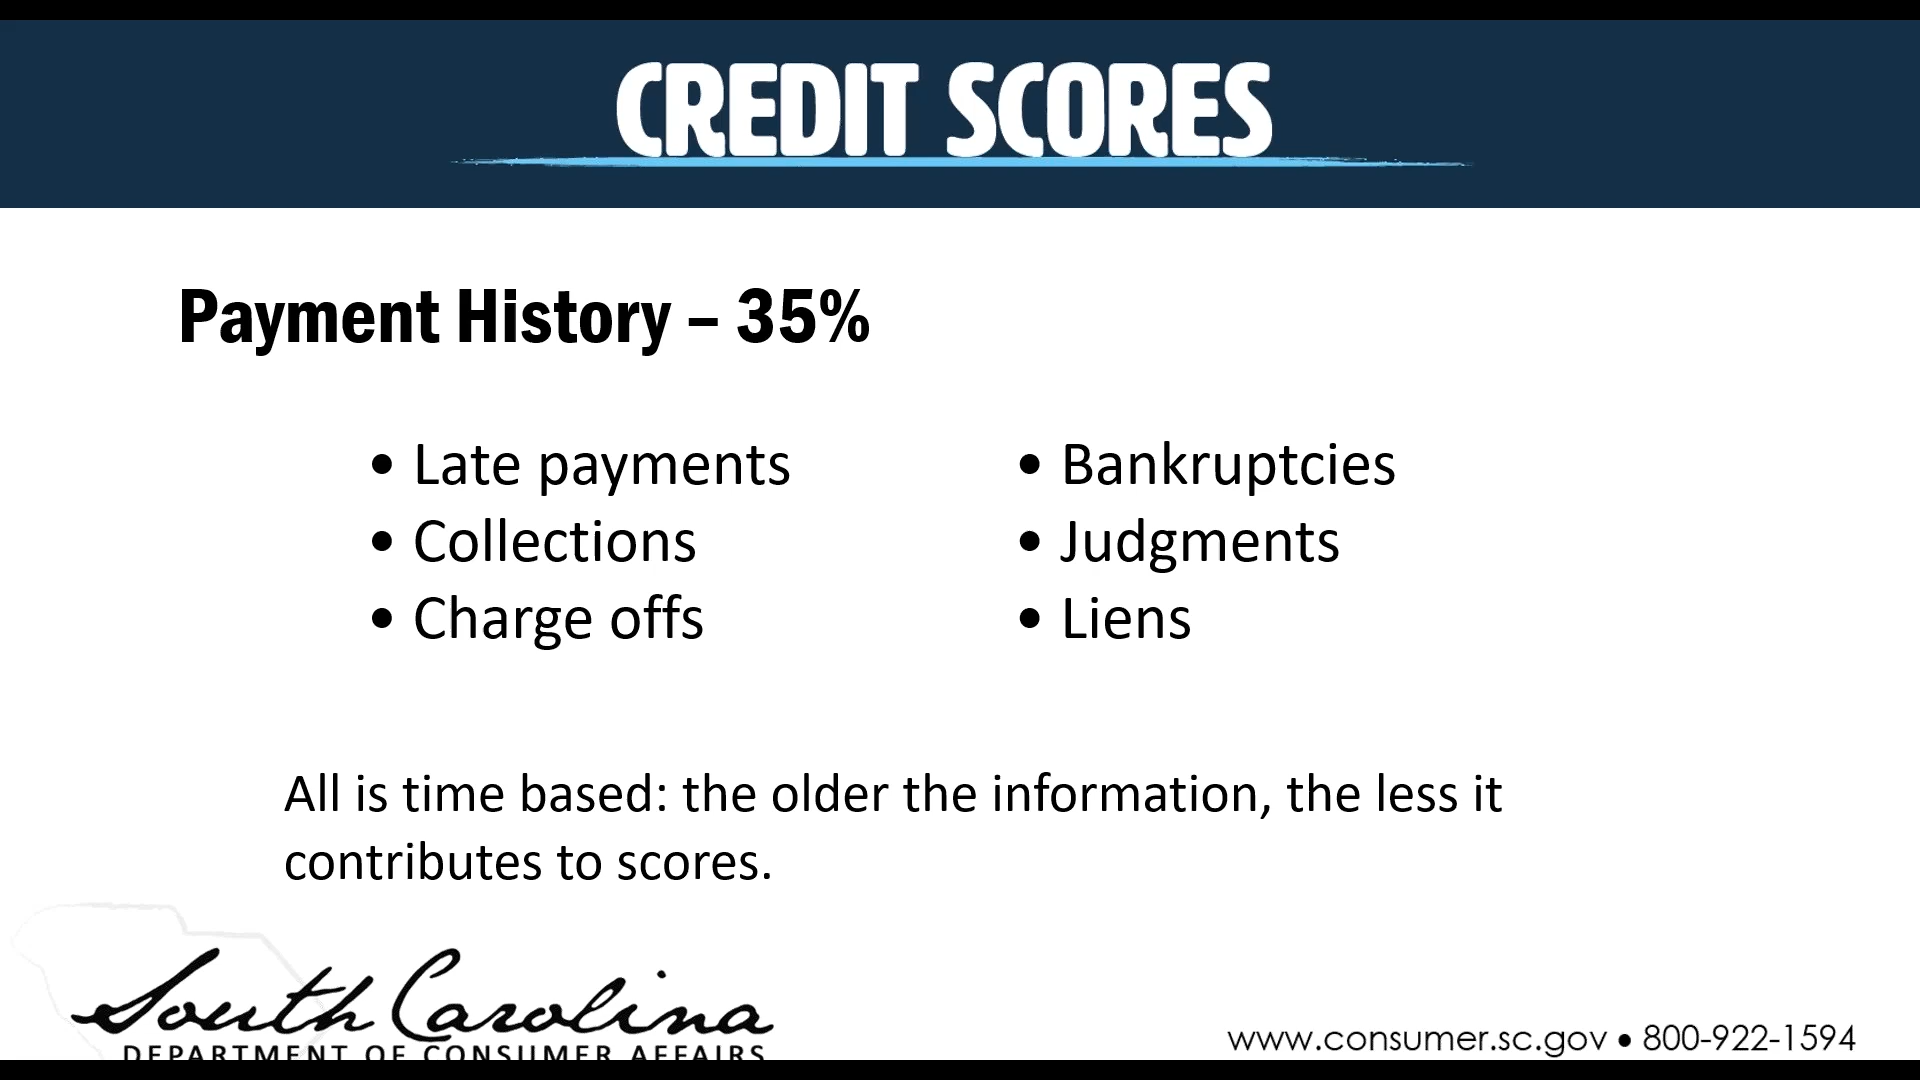 CREDIT SCORES
Payment History – 35%
• Late payments
• Collections
• Charge offs
• Bankruptcies
• Judgments
• Liens
All is time based: the older the information, the less it
contributes to scores.
South Carolina
DEPARTMENT OF CONSUMER AFFAIRS
www.consumer.sc.gov • 800-922-1594